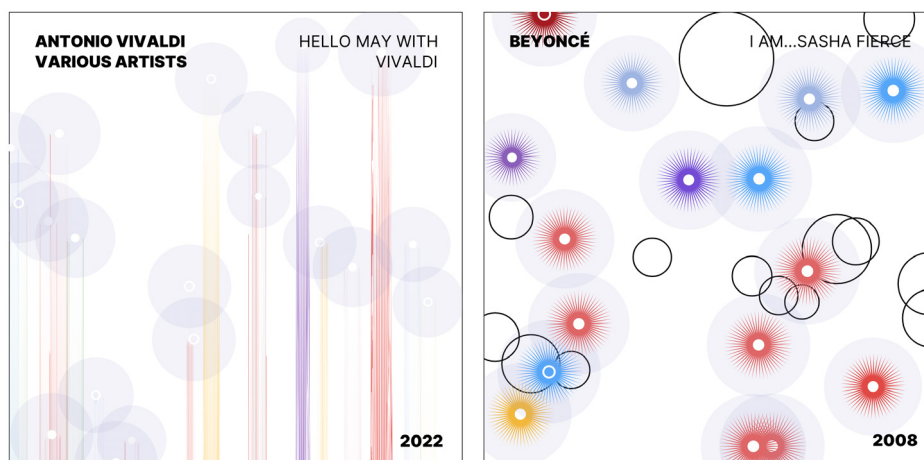 ANTONIO VIVALDI
VARIOUS ARTISTS
HELLO MAY WITH
VIVALDI
2022
BEYONCÉ
I AM...SASHA FIERCE
2008